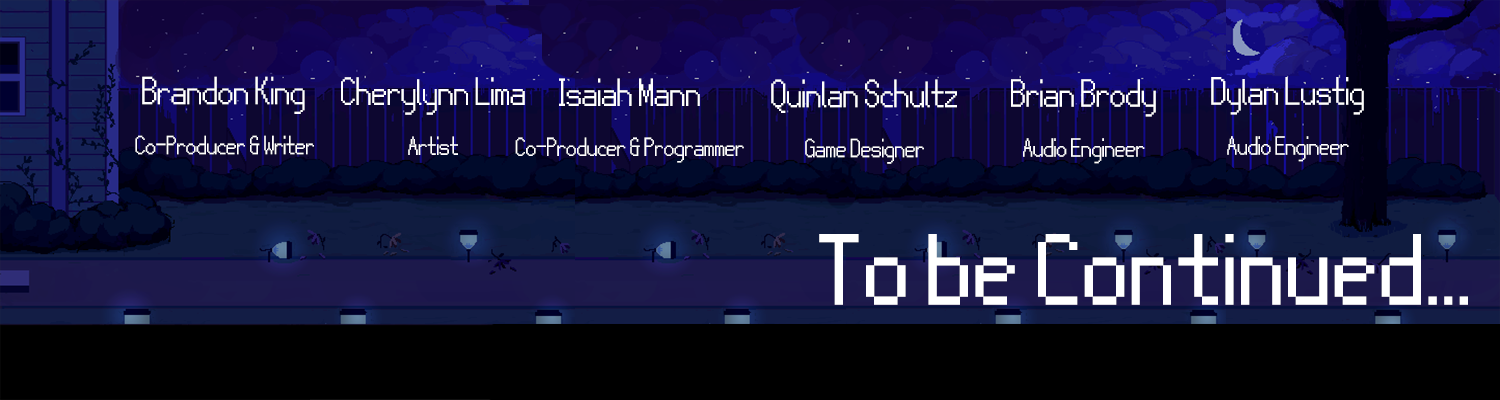 Brandon King Cherylynn Lima Isaiah Mann Quinlan Schultz Brian Brody Dylan Lustig
Co-Producer & Writer Artist Co-Producer & Programmer Game Designer Audio Engineer Audio Engineer
To be Continued...